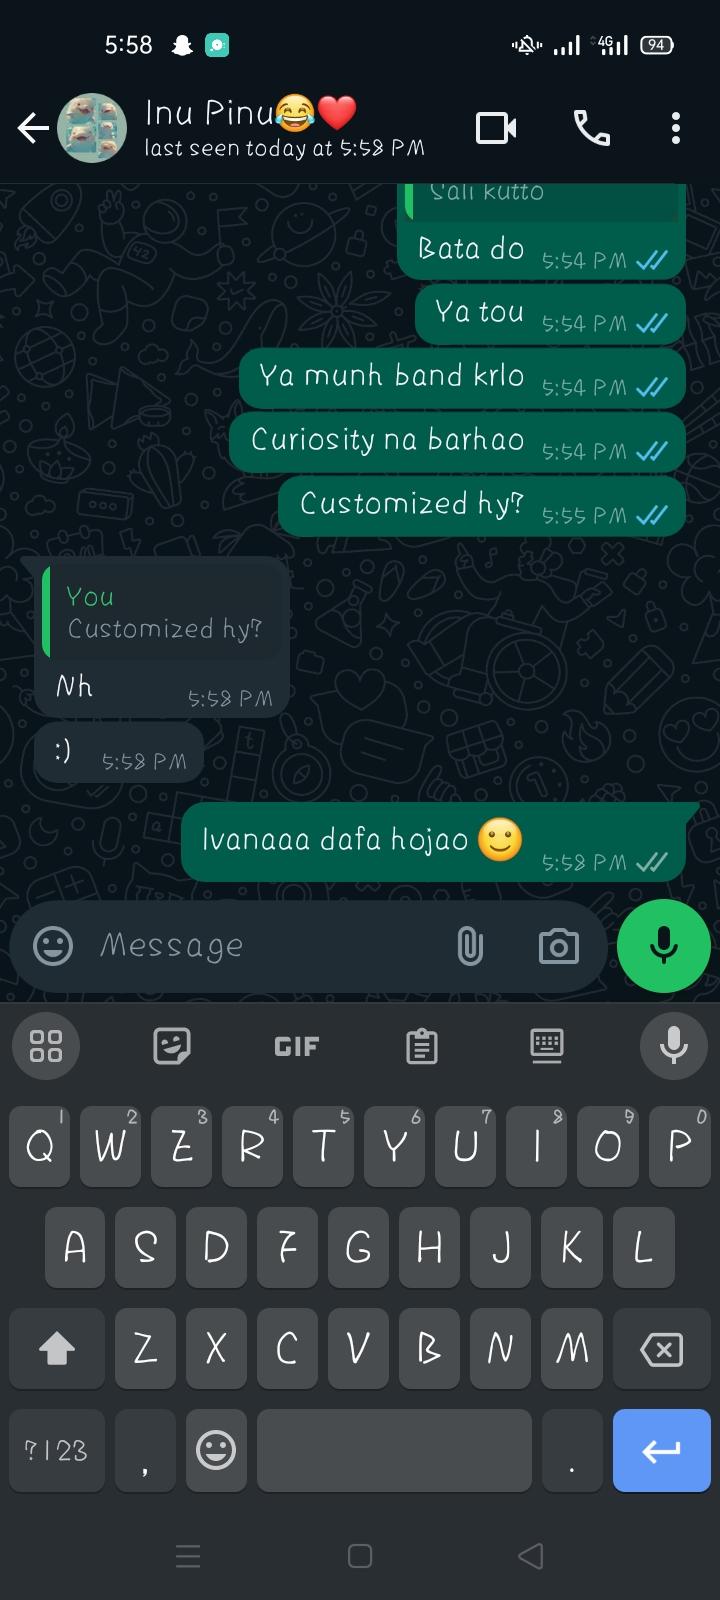 5:58
4G
94
Inu Pinu😂❤️
last seen today at 5:58 PM
Sali kutto
Bata do 5:54 PM
Ya tou 5:54 PM
Ya munh band krlo 5:54 PM
Curiosity na barhao 5:54 PM
Customized hy? 5:55 PM
You
Customized hy?
Nh 5:58 PM
:) 5:58 PM
Ivanaaa dafa hojao 🙂 5:58 PM
Message
GIF
1 2 3 4 5 6 7 8 9 0
Q W E R T Y U I O P
A S D F G H J K L
Z X C V B N M
?123 , .